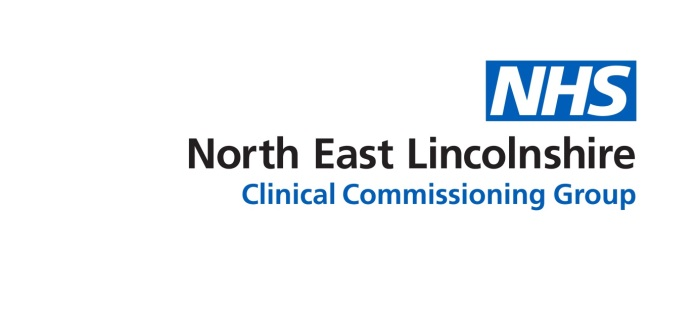 NHS
North East Lincolnshire
Clinical Commissioning Group